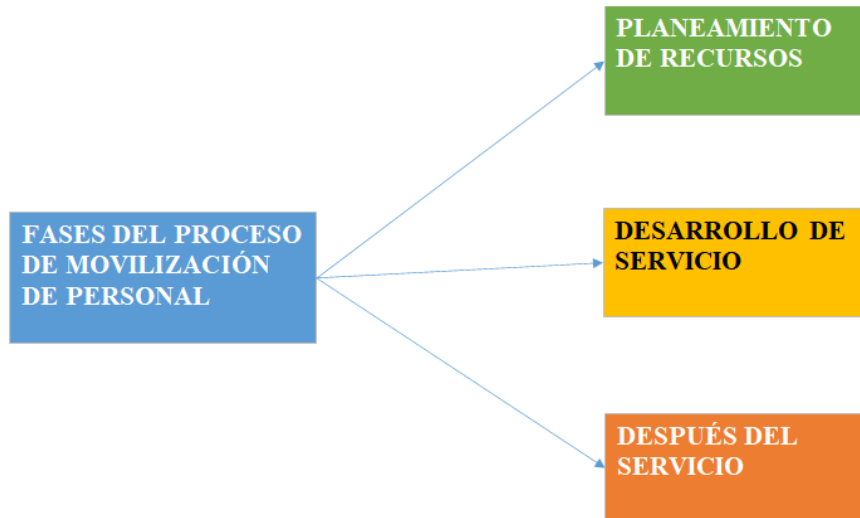 FASES DEL PROCESO
DE MOVILIZACIÓN
DE PERSONAL
PLANEAMIENTO
DE RECURSOS
DESARROLLO DE
SERVICIO
DESPUÉS DEL
SERVICIO